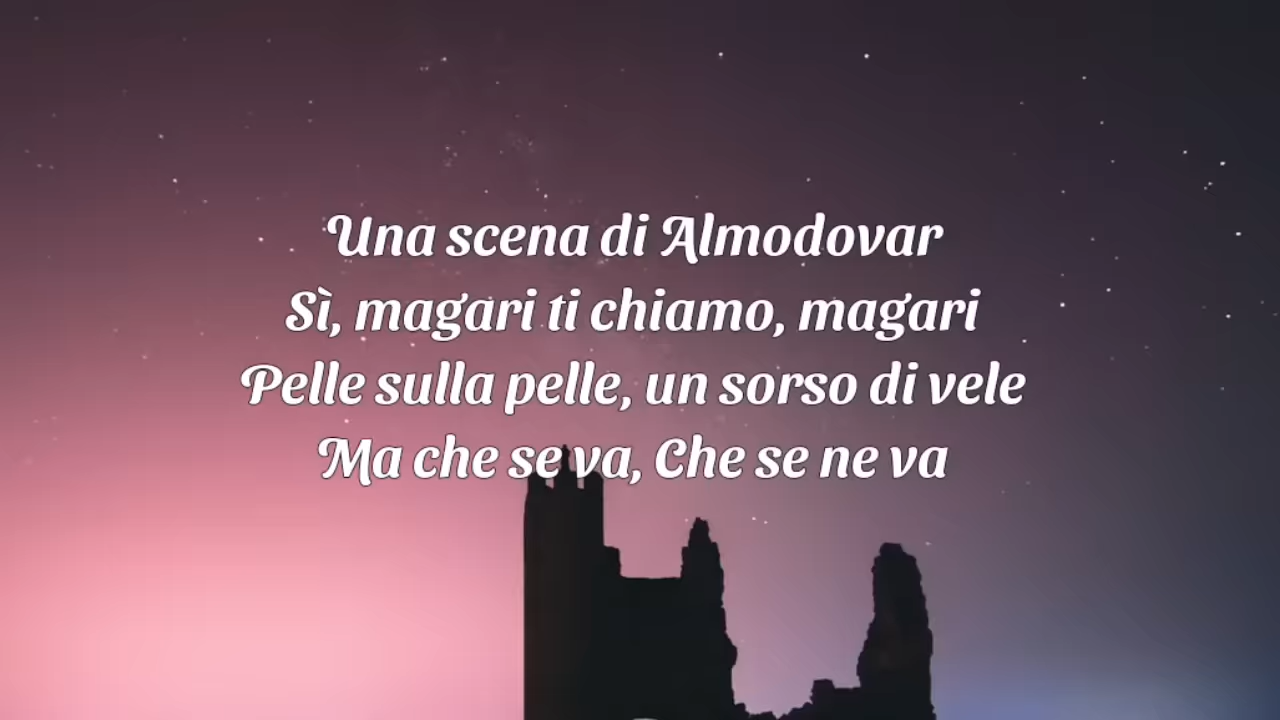 Una scena di Almodovar
Sì, magari ti chiamo, magari
Pelle sulla pelle, un sorso di vele
Ma che se va, Che se ne va